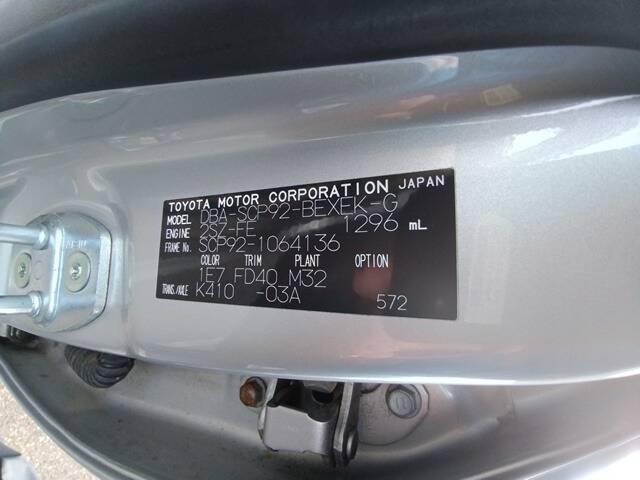 TOYOTA MOTOR CORPORATION JAPAN
MODEL DBA-SCP92-BEXEK-G
ENGINE 2SZ-FE 1296 mL
FRAME No. SCP92-1064136
COLOR TRIM PLANT OPTION
1E7 FD40 M32
TRANS./AXLE K410 -03A
572